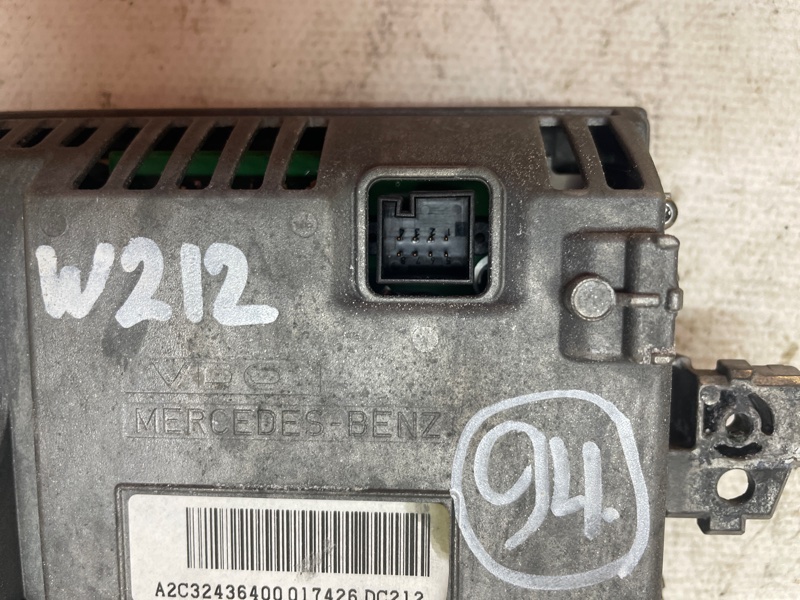 W212
VDO
MERCEDES-BENZ
94.
A2C32436400 017426 DC212